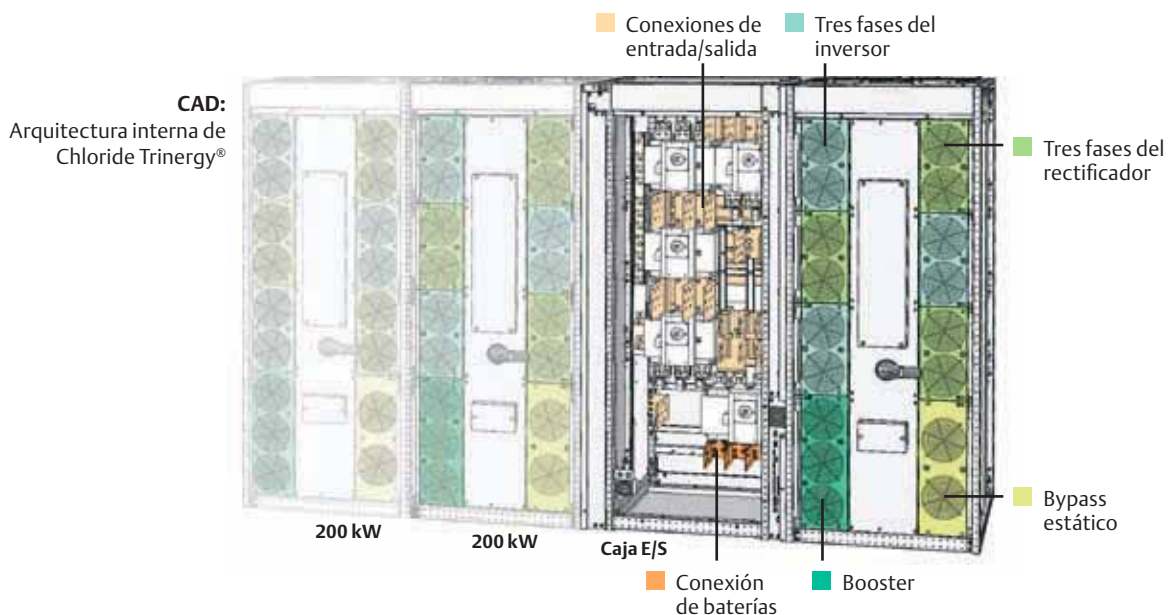 Conexiones de
entrada/salida
Tres fases del
inversor
CAD:
Arquitectura interna de
Chloride Trinergy®
Tres fases del
rectificador
Bypass
estático
200 kW
200 kW
Caja E/S
Conexión
de baterías
Booster